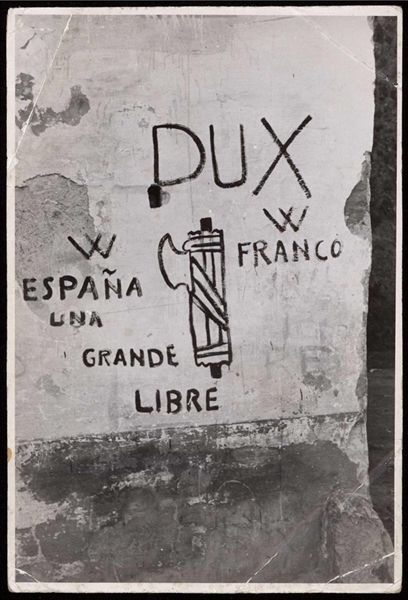 DUX
W
FRANCO
W
ESPAÑA
UNA
GRANDE
LIBRE